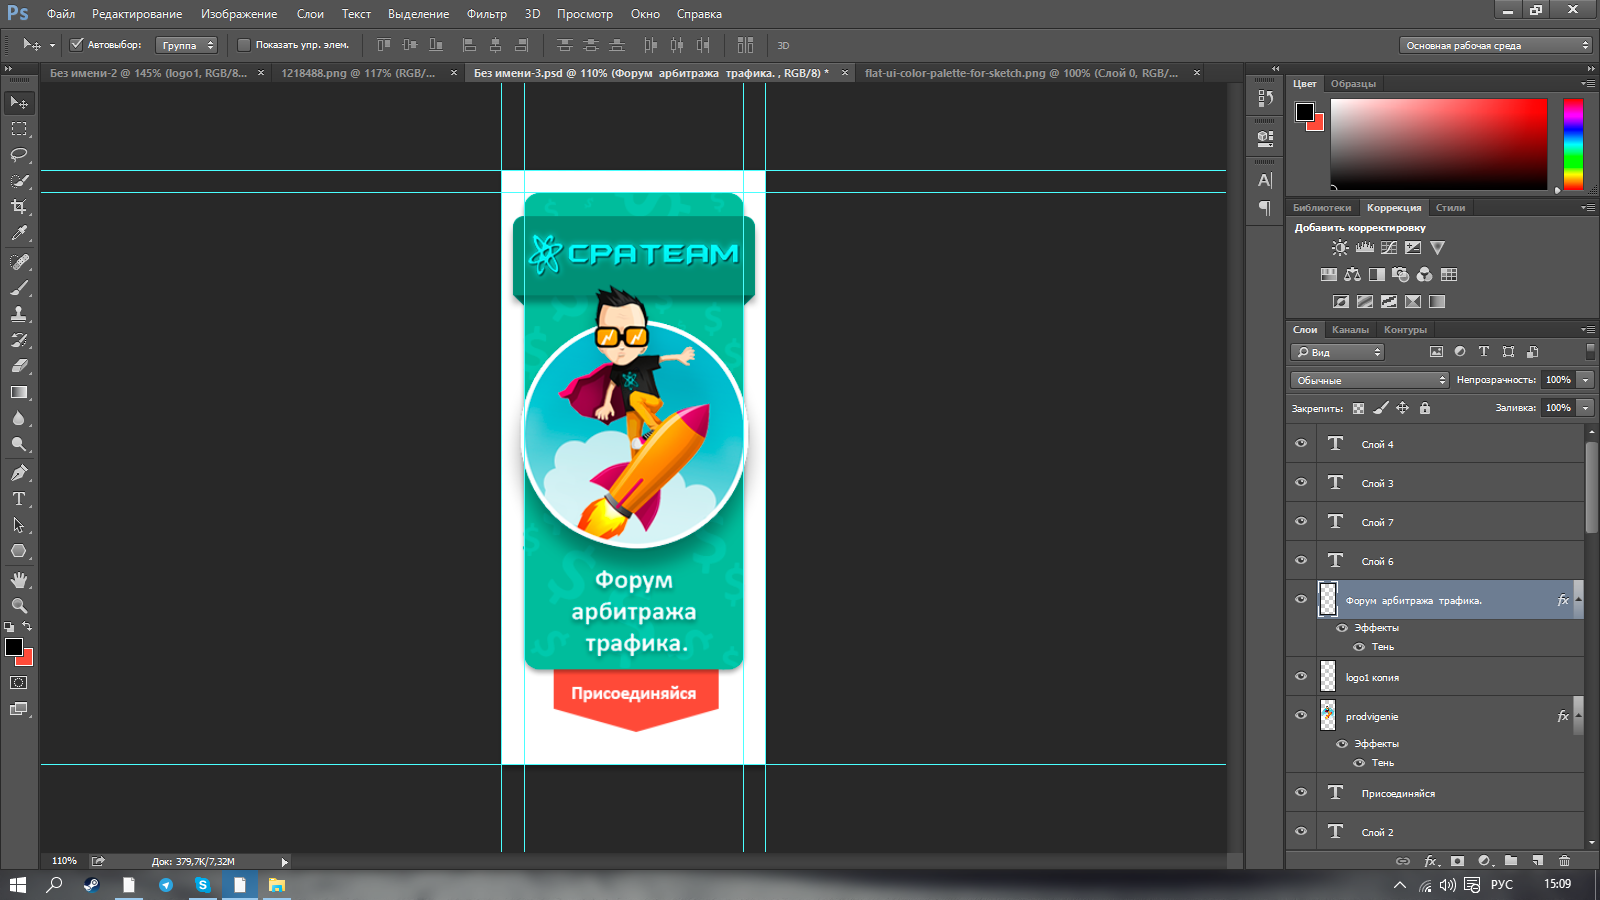 Ps Файл Редактирование Изображение Слои Текст Выделение Фильтр 3D Просмотр Окно Справка
Автовыбор: Группа Показать упр. элем. 3D Основная рабочая среда
Без имени-2 @ 145% (logo1, RGB/8... × 1218488.png @ 117% (RGB/... × Без имени-3.psd @ 110% (Форум арбитража трафика. , RGB/8) * × flat-ui-color-palette-for-sketch.png @ 100% (Слой 0, RGB/... ×
Цвет Образцы
Библиотеки Коррекция Стили
Добавить корректировку
Слои Каналы Контуры
Вид
Обычные Непрозрачность: 100%
Закрепить: Заливка: 100%
Слой 4
Слой 3
Слой 7
Слой 6
Форум арбитража трафика. fx
Эффекты
Тень
logo1 копия
prodvigenie fx
Эффекты
Тень
Присоединяйся
Слой 2
CPATEAM
Форум
арбитража
трафика.
Присоединяйся
110% Док: 379,7K/7,32M
РУС 15:09